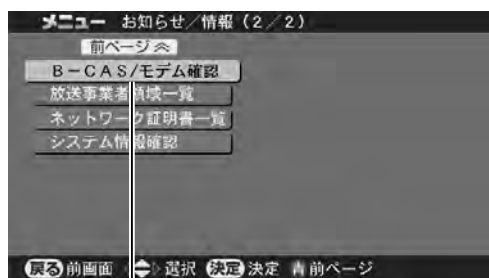 メニュー お知らせ/情報(2/2)
前ページ
B-CAS/モデム確認
放送事業者領域一覧
ネットワーク証明書一覧
システム情報確認
戻る 前画面 選択 決定 決定 青 前ページ